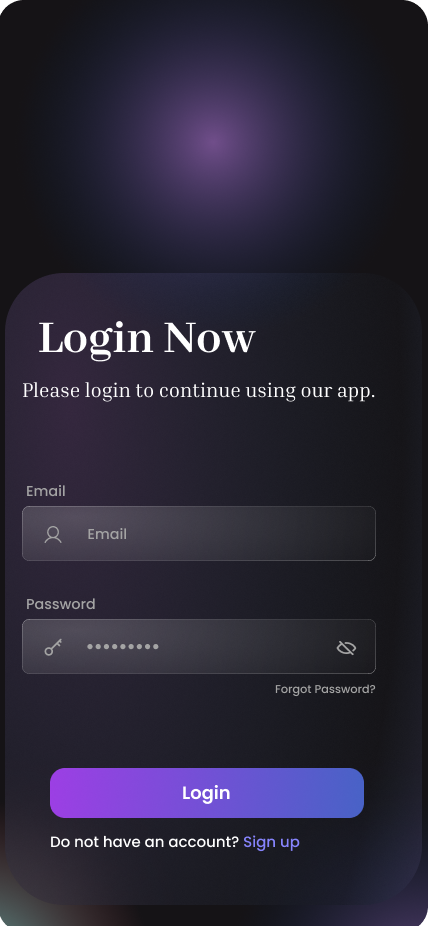 Login Now
Please login to continue using our app.
Email
Email
Password
•••••••••
Forgot Password?
Login
Do not have an account? Sign up